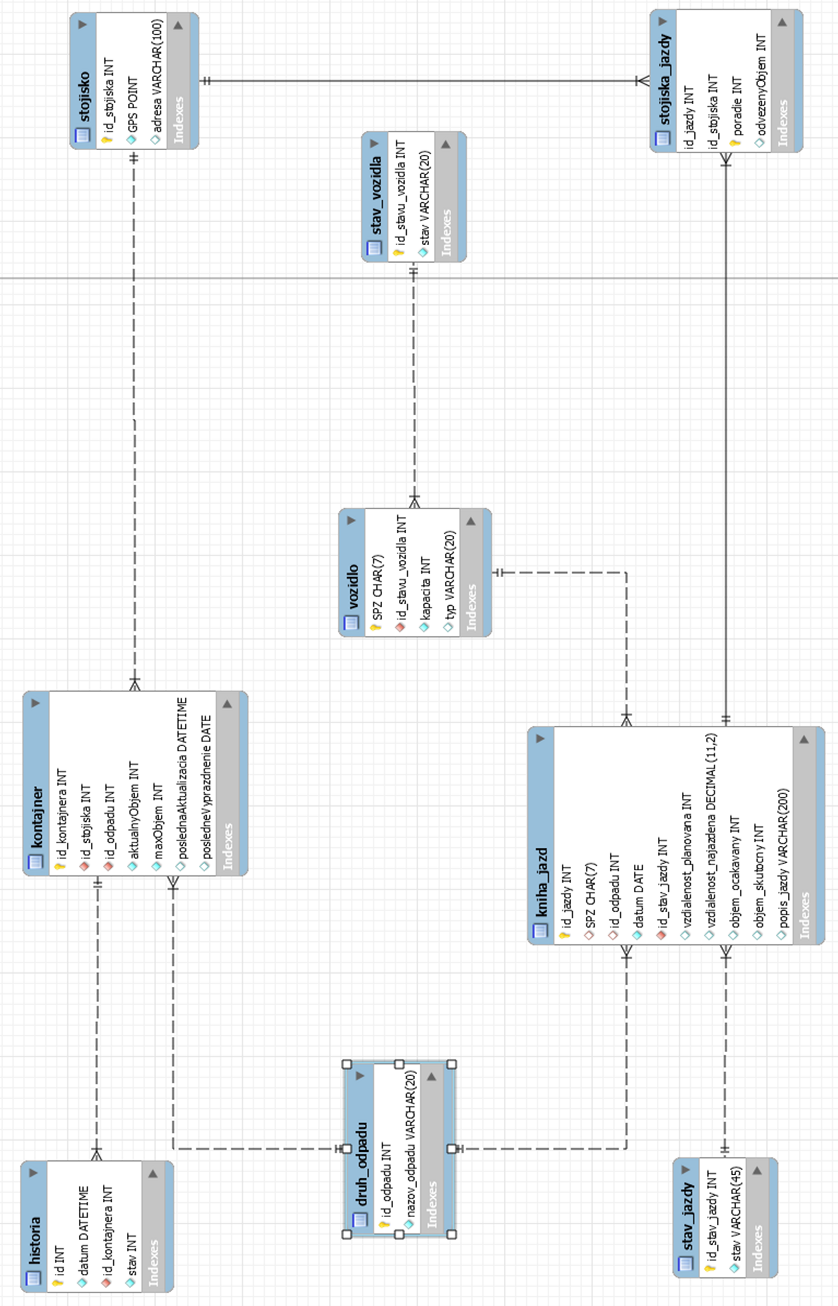 historia
id INT
datum DATETIME
id_kontajnera INT
stav INT
Indexes
kontajner
id_kontajnera INT
id_stojiska INT
id_odpadu INT
aktualnyObjem INT
maxObjem INT
poslednaAktualizacia DATETIME
posledneVyprazdnenie DATE
Indexes
stojisko
id_stojiska INT
GPS POINT
adresa VARCHAR(100)
Indexes
druh_odpadu
id_odpadu INT
nazov_odpadu VARCHAR(20)
Indexes
vozidlo
SPZ CHAR(7)
id_stavu_vozidla INT
kapacita INT
typ VARCHAR(20)
Indexes
stav_vozidla
id_stavu_vozidla INT
stav VARCHAR(20)
Indexes
stav_jazdy
id_stav_jazdy INT
stav VARCHAR(45)
Indexes
kniha_jazd
id_jazdy INT
SPZ CHAR(7)
id_odpadu INT
datum DATE
id_stav_jazdy INT
vzdialenost_planovana INT
vzdialenost_najazdena DECIMAL(11,2)
objem_ocakavany INT
objem_skutocny INT
popis_jazdy VARCHAR(200)
Indexes
stojiska_jazdy
id_jazdy INT
id_stojiska INT
poradie INT
odvezenyObjem INT
Indexes